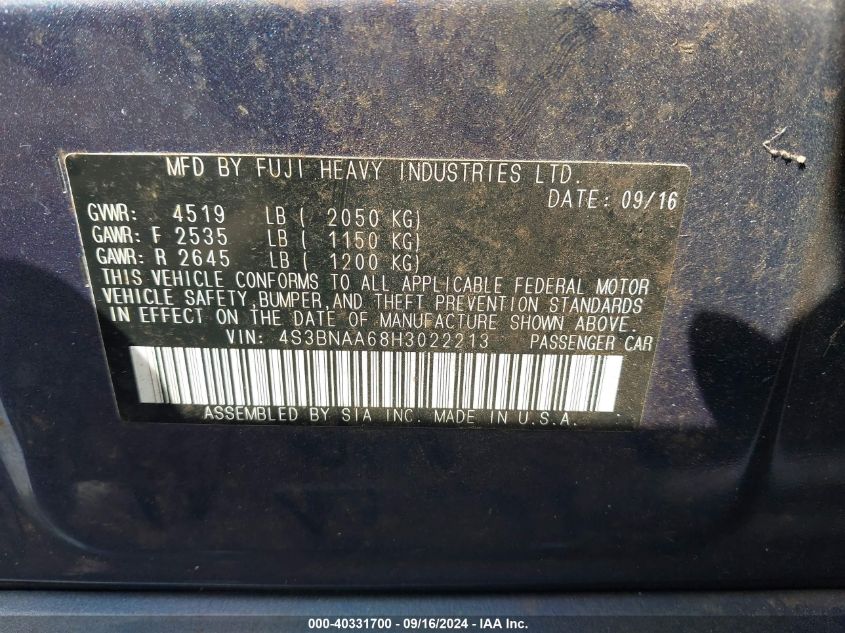 MFD BY FUJI HEAVY INDUSTRIES LTD.
DATE: 09/16
GVWR: 4519 LB ( 2050 KG)
GAWR: F 2535 LB ( 1150 KG)
GAWR: R 2645 LB ( 1200 KG)
THIS VEHICLE CONFORMS TO ALL APPLICABLE FEDERAL MOTOR
VEHICLE SAFETY, BUMPER, AND THEFT PREVENTION STANDARDS
IN EFFECT ON THE DATE OF MANUFACTURE SHOWN ABOVE.
VIN: 4S3BNAA68H3022213 PASSENGER CAR
ASSEMBLED BY SIA INC. MADE IN U.S.A.
000-40331700 - 09/16/2024 - IAA Inc.